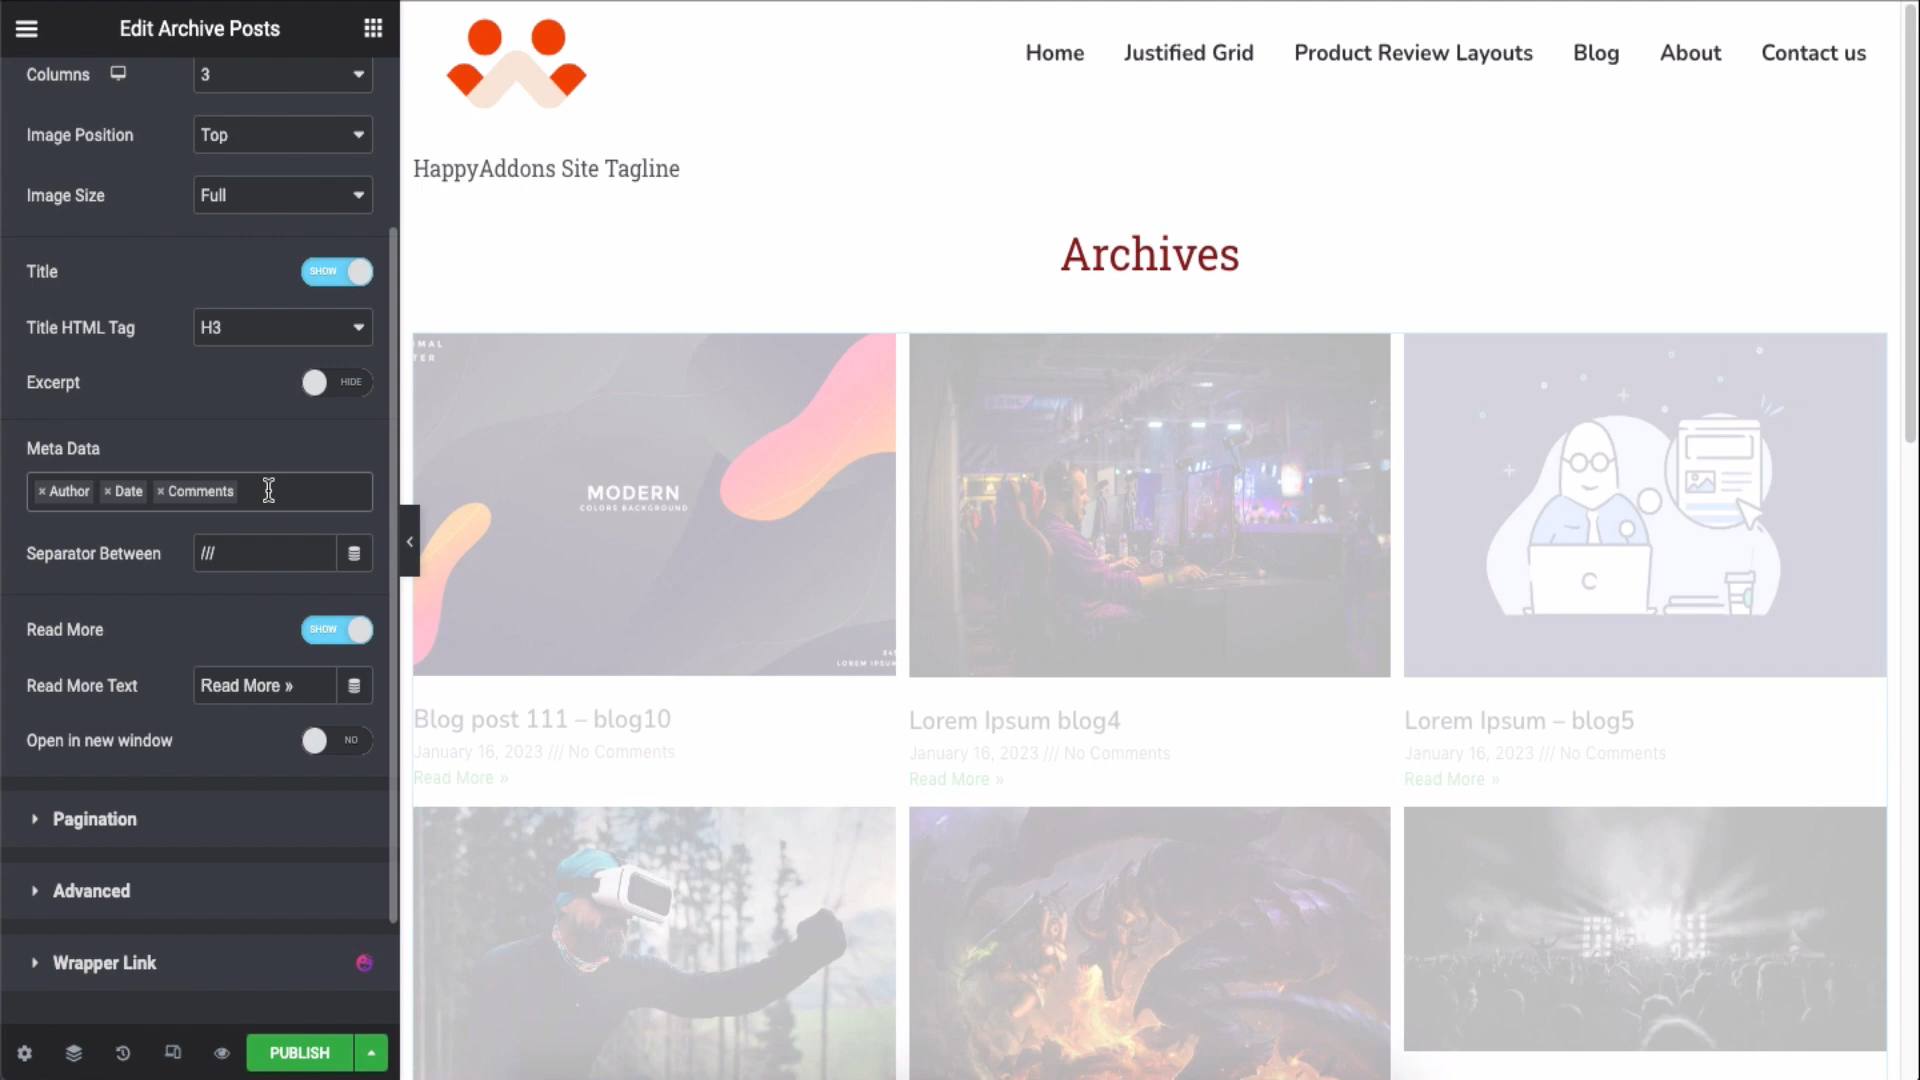 Edit Archive Posts
Columns 3
Image Position Top
Image Size Full
Title SHOW
Title HTML Tag H3
Excerpt HIDE
Meta Data
× Author × Date × Comments
Separator Between ///
Read More SHOW
Read More Text Read More »
Open in new window NO
Pagination
Advanced
Wrapper Link
PUBLISH
Home Justified Grid Product Review Layouts Blog About Contact us
HappyAddons Site Tagline
Archives
MODERN
COLORS BACKGROUND
LOREM IPSUM
C
Blog post 111 – blog10
January 16, 2023 /// No Comments
Read More »
Lorem Ipsum blog4
January 16, 2023 /// No Comments
Read More »
Lorem Ipsum – blog5
January 16, 2023 /// No Comments
Read More »